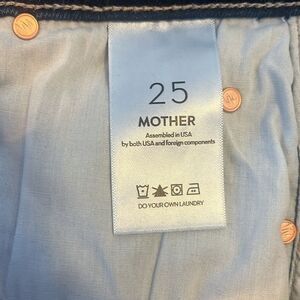 25
MOTHER
Assembled in USA
by both USA and foreign components
DO YOUR OWN LAUNDRY